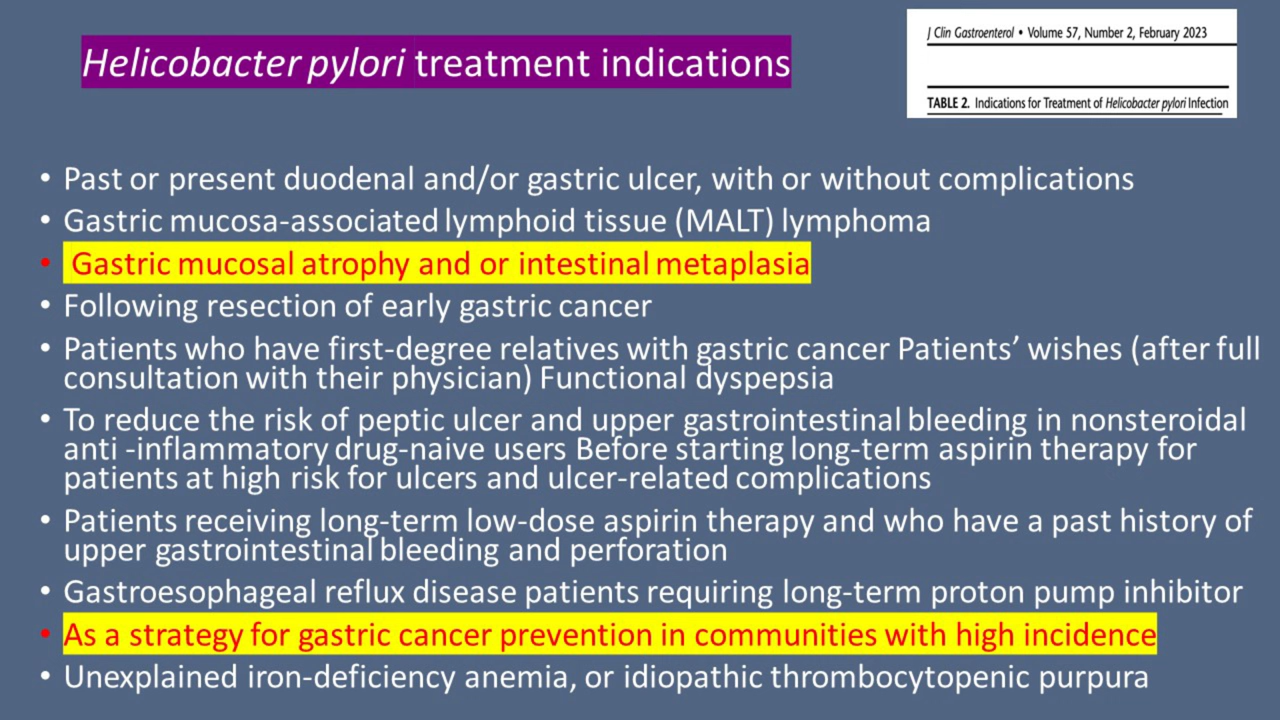 Helicobacter pylori treatment indications
J Clin Gastroenterol • Volume 57, Number 2, February 2023
TABLE 2. Indications for Treatment of Helicobacter pylori Infection
• Past or present duodenal and/or gastric ulcer, with or without complications
• Gastric mucosa-associated lymphoid tissue (MALT) lymphoma
• Gastric mucosal atrophy and or intestinal metaplasia
• Following resection of early gastric cancer
• Patients who have first-degree relatives with gastric cancer Patients’ wishes (after full
consultation with their physician) Functional dyspepsia
• To reduce the risk of peptic ulcer and upper gastrointestinal bleeding in nonsteroidal
anti -inflammatory drug-naive users Before starting long-term aspirin therapy for
patients at high risk for ulcers and ulcer-related complications
• Patients receiving long-term low-dose aspirin therapy and who have a past history of
upper gastrointestinal bleeding and perforation
• Gastroesophageal reflux disease patients requiring long-term proton pump inhibitor
• As a strategy for gastric cancer prevention in communities with high incidence
• Unexplained iron-deficiency anemia, or idiopathic thrombocytopenic purpura